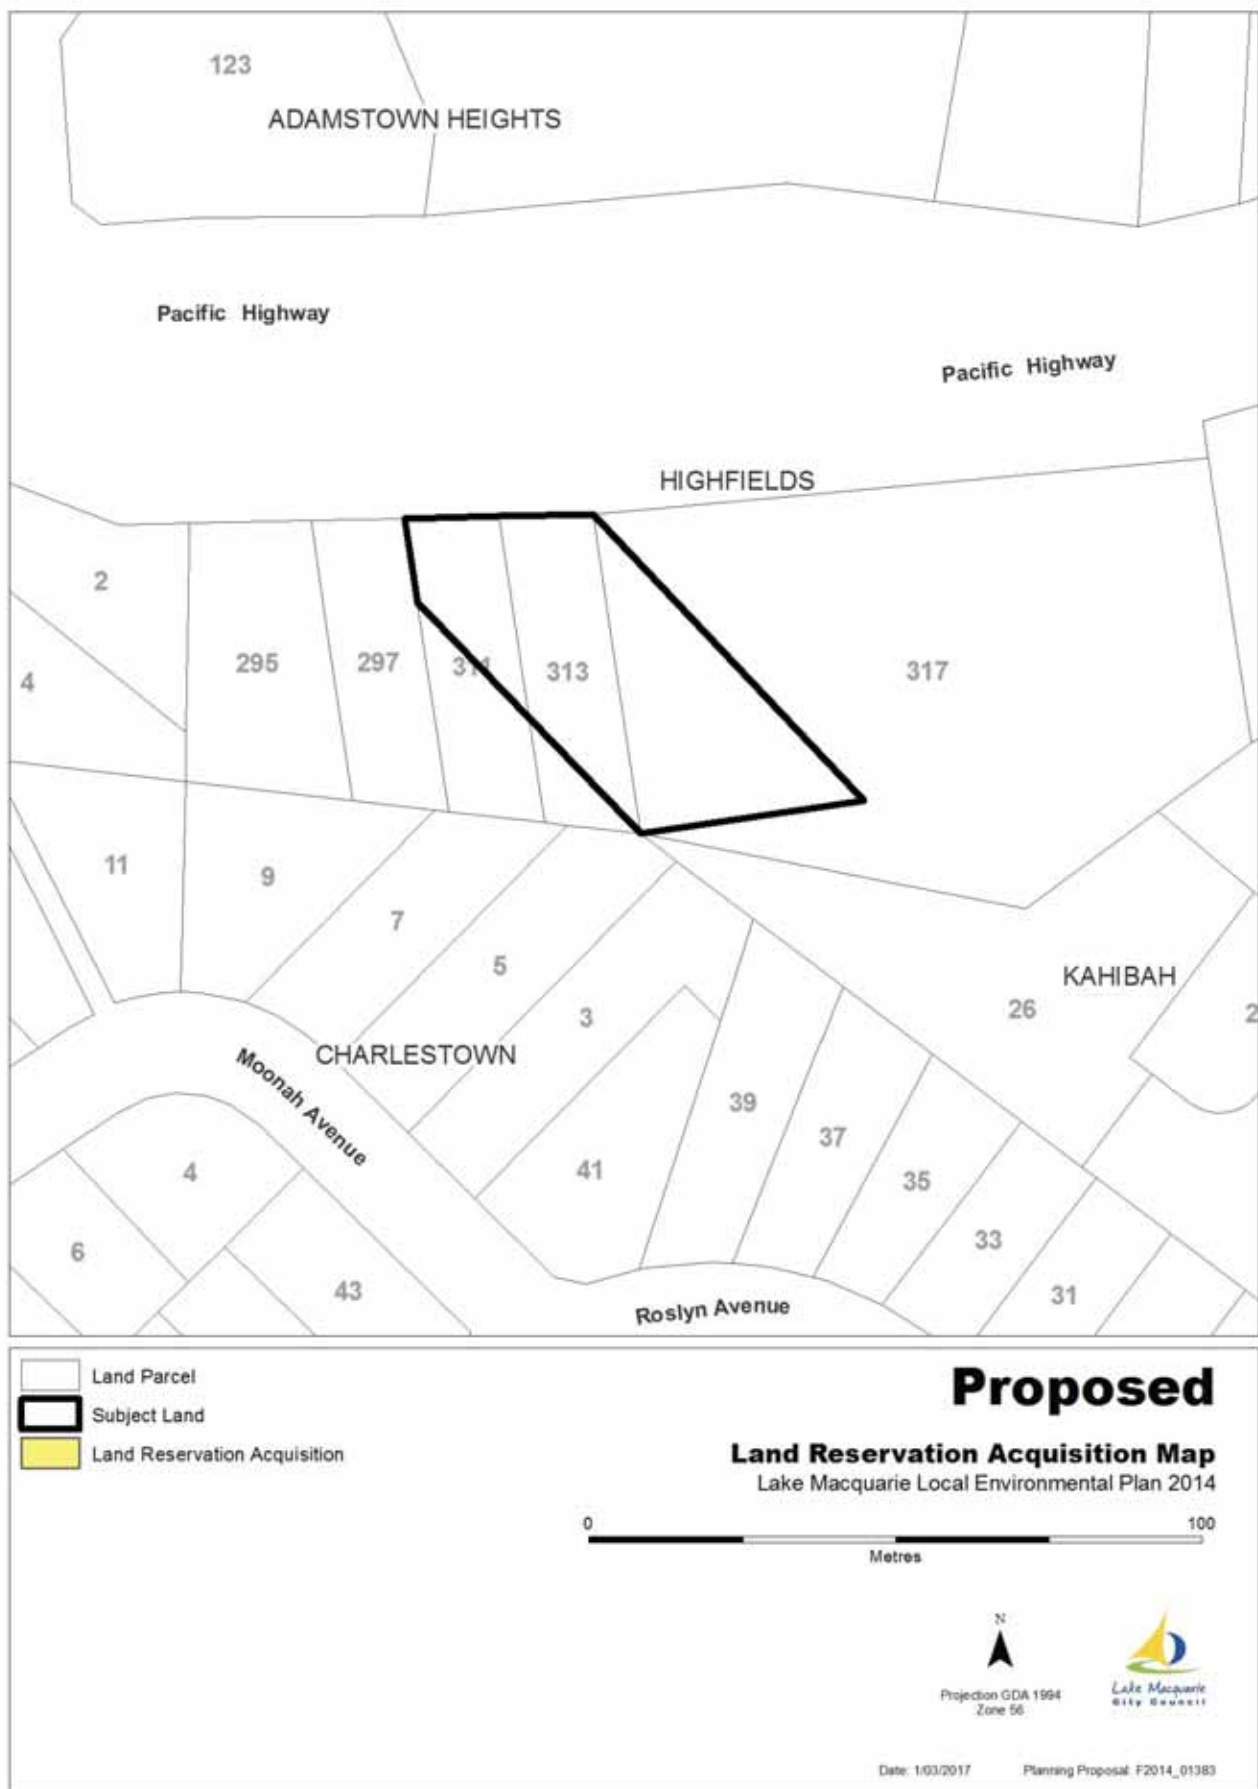 123
ADAMSTOWN HEIGHTS
Pacific Highway
Pacific Highway
HIGHFIELDS
2
4
295
297
311
313
317
11
9
7
5
3
KAHIBAH
26
2
CHARLESTOWN
Moonah Avenue
39
37
41
35
4
33
6
43
31
Roslyn Avenue
Land Parcel
Subject Land
Land Reservation Acquisition
Proposed
Land Reservation Acquisition Map
Lake Macquarie Local Environmental Plan 2014
0 100
Metres
N
Projection GDA 1994
Zone 56
Lake Macquarie
City Council
Date: 1/03/2017 Planning Proposal: F2014_01383